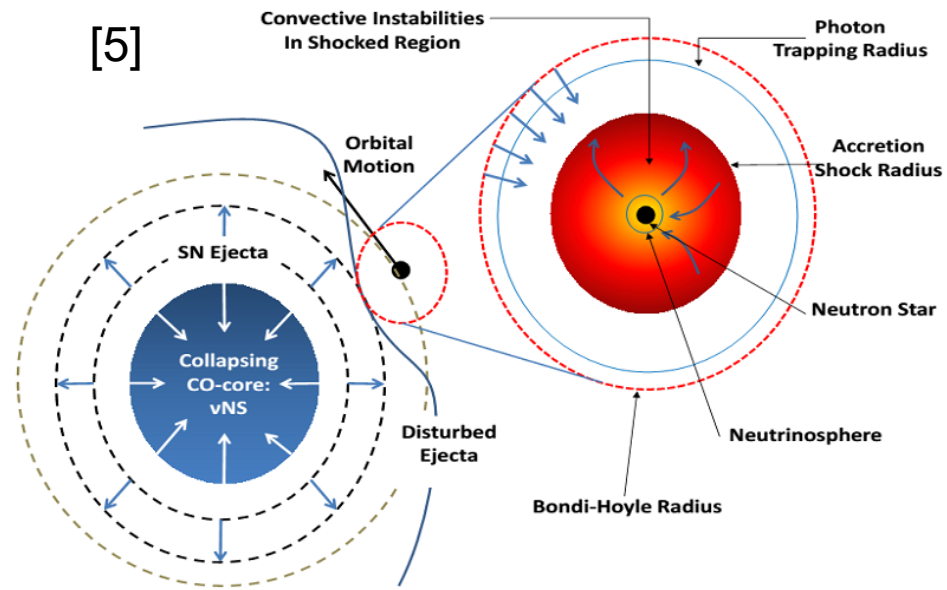 [5]
Convective Instabilities
In Shocked Region
Photon
Trapping Radius
Orbital
Motion
Accretion
Shock Radius
SN Ejecta
Collapsing
CO-core:
νNS
Neutron Star
Disturbed
Ejecta
Neutrinosphere
Bondi-Hoyle Radius